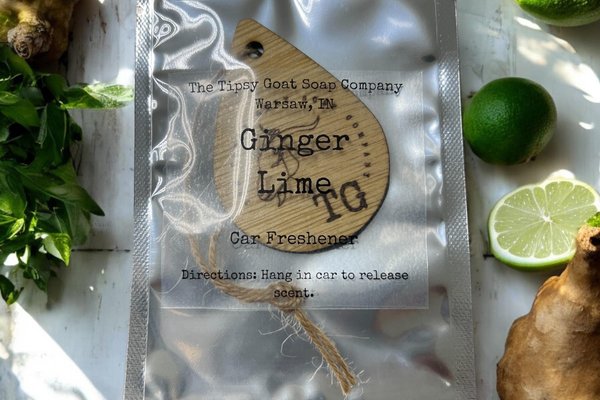 The Tipsy Goat Soap Company
Warsaw, IN
Ginger
Lime
COMPANY
TG
Car Freshener
Directions: Hang in car to release
scent.